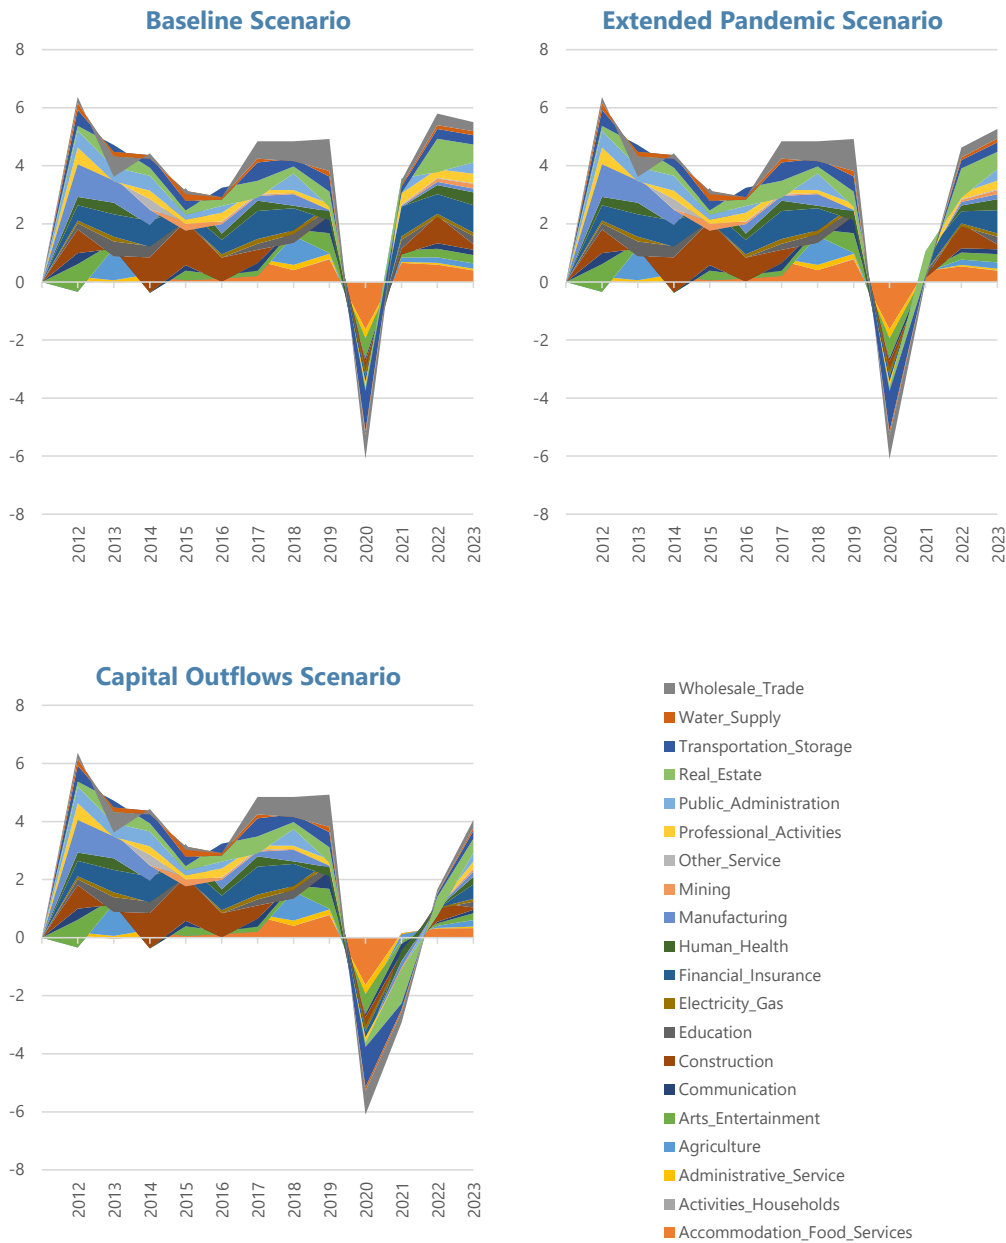 Baseline Scenario
8
6
4
2
0
-2
-4
-6
-8
2012
2013
2014
2015
2016
2017
2018
2019
2020
2021
2022
2023
Extended Pandemic Scenario
8
6
4
2
0
-2
-4
-6
-8
2012
2013
2014
2015
2016
2017
2018
2019
2020
2021
2022
2023
Capital Outflows Scenario
8
6
4
2
0
-2
-4
-6
-8
2012
2013
2014
2015
2016
2017
2018
2019
2020
2021
2022
2023
Wholesale_Trade
Water_Supply
Transportation_Storage
Real_Estate
Public_Administration
Professional_Activities
Other_Service
Mining
Manufacturing
Human_Health
Financial_Insurance
Electricity_Gas
Education
Construction
Communication
Arts_Entertainment
Agriculture
Administrative_Service
Activities_Households
Accommodation_Food_Services